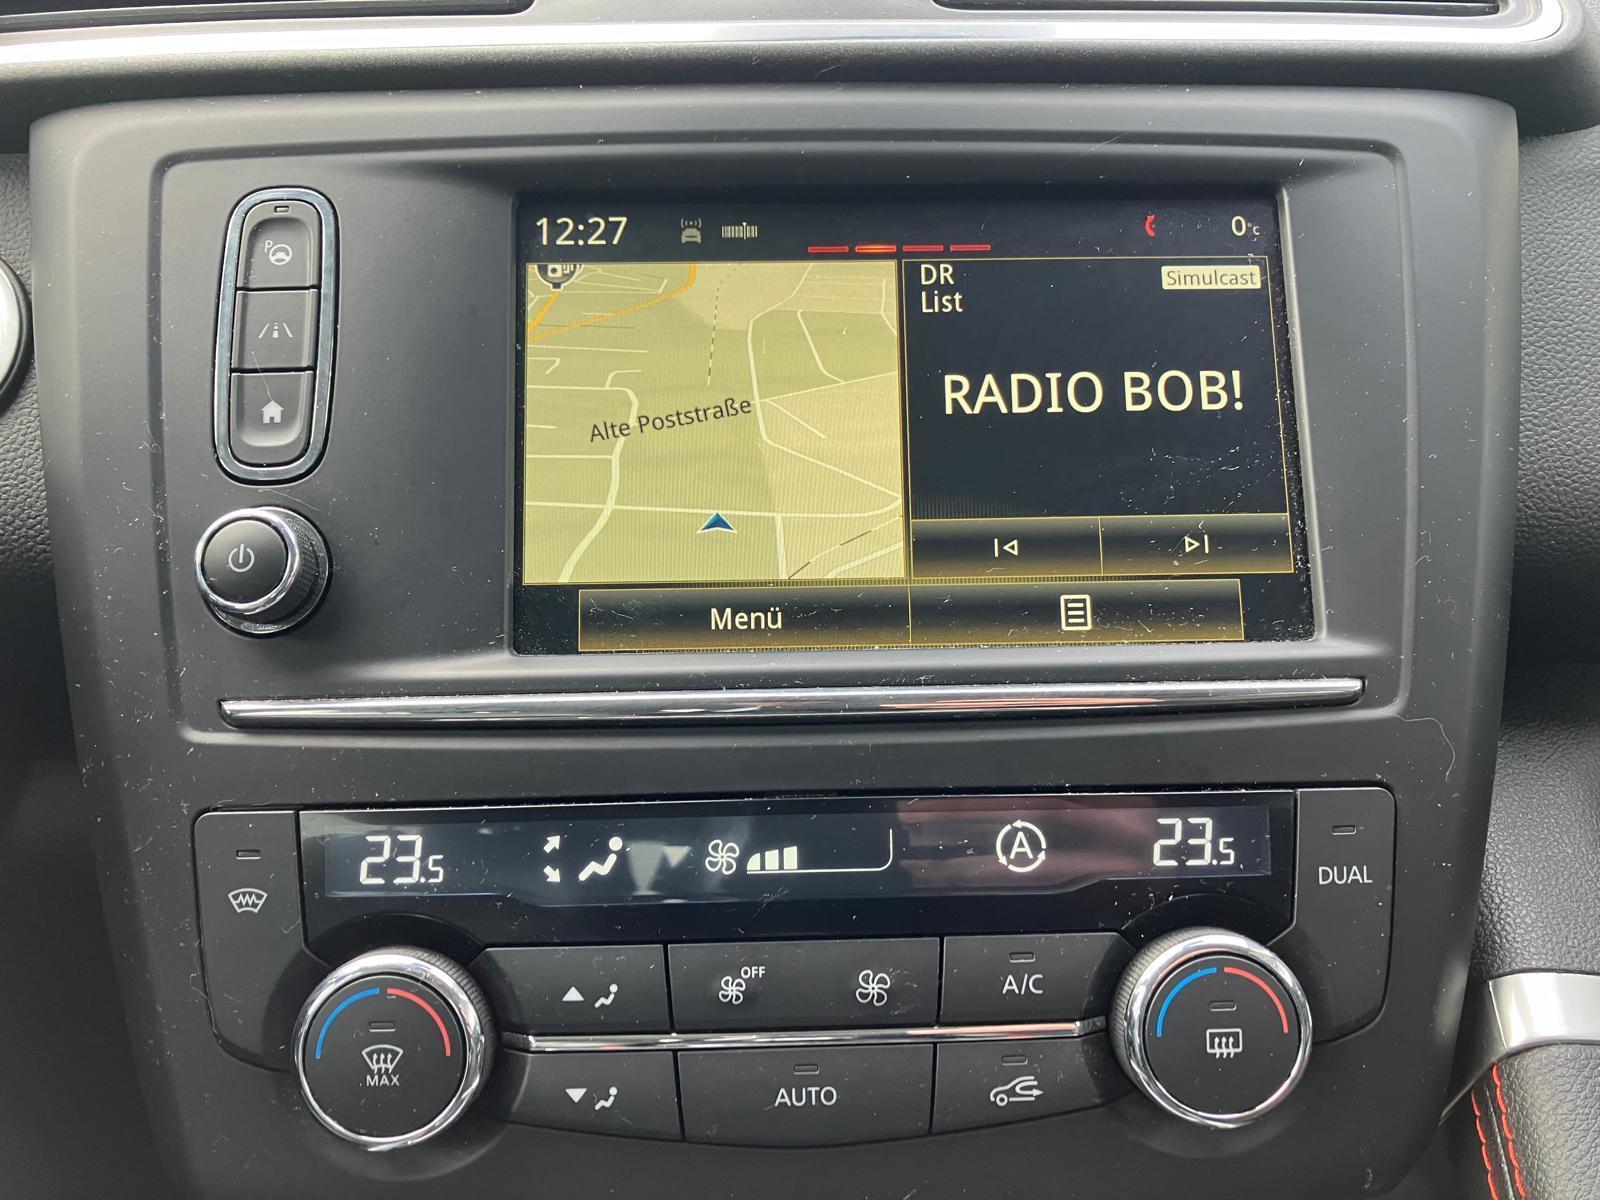 12:27
0°C
P
DR
List
Simulcast
RADIO BOB!
Alte Poststraße
Menü
23.5
A
23.5
DUAL
OFF
A/C
MAX
AUTO